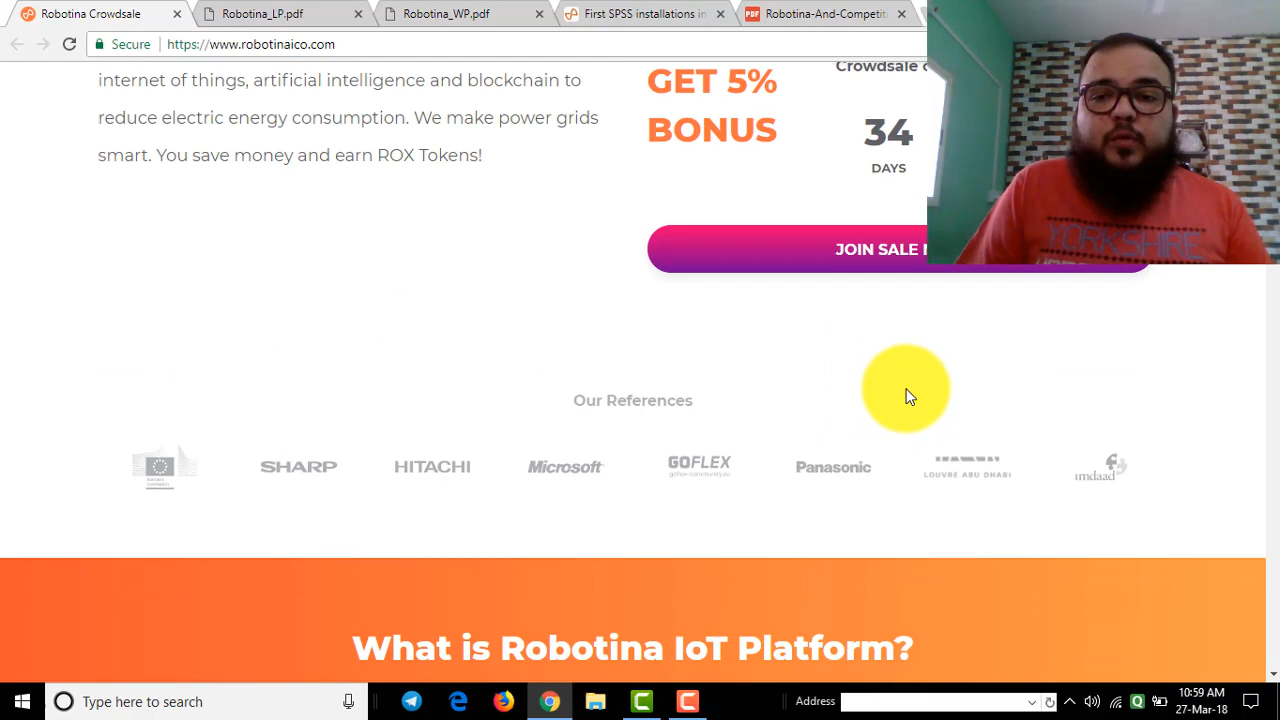 Robotina Crowdsale
Robotina_LP.pdf
Robotina_WP.pdf
First SPSS installations in
Robotina-And-Competit
Secure
https://www.robotinaico.com
internet of things, artificial intelligence and blockchain to
reduce electric energy consumption. We make power grids
smart. You save money and earn ROX Tokens!
GET 5%
BONUS
Crowdsale
34
DAYS
JOIN SALE
YORKSHIRE
Our References
SHARP
HITACHI
Microsoft
GOFLEX
goflex-community.eu
Panasonic
LOUVRE ABU DHABI
imdaad
What is Robotina IoT Platform?
Type here to search
Address
10:59 AM
27-Mar-18